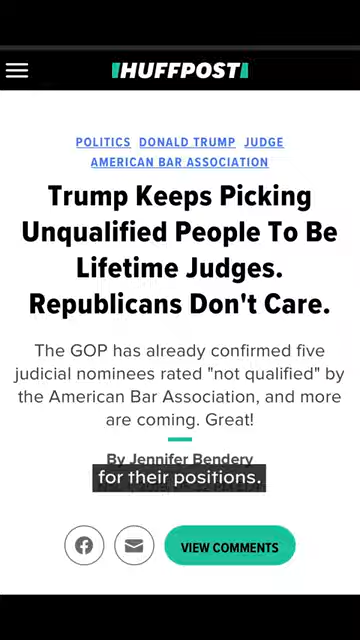 HUFFPOST
POLITICS DONALD TRUMP JUDGE
AMERICAN BAR ASSOCIATION
Trump Keeps Picking
Unqualified People To Be
Lifetime Judges.
Republicans Don't Care.
The GOP has already confirmed five
judicial nominees rated "not qualified" by
the American Bar Association, and more
are coming. Great!
By Jennifer Bendery
for their positions.
VIEW COMMENTS